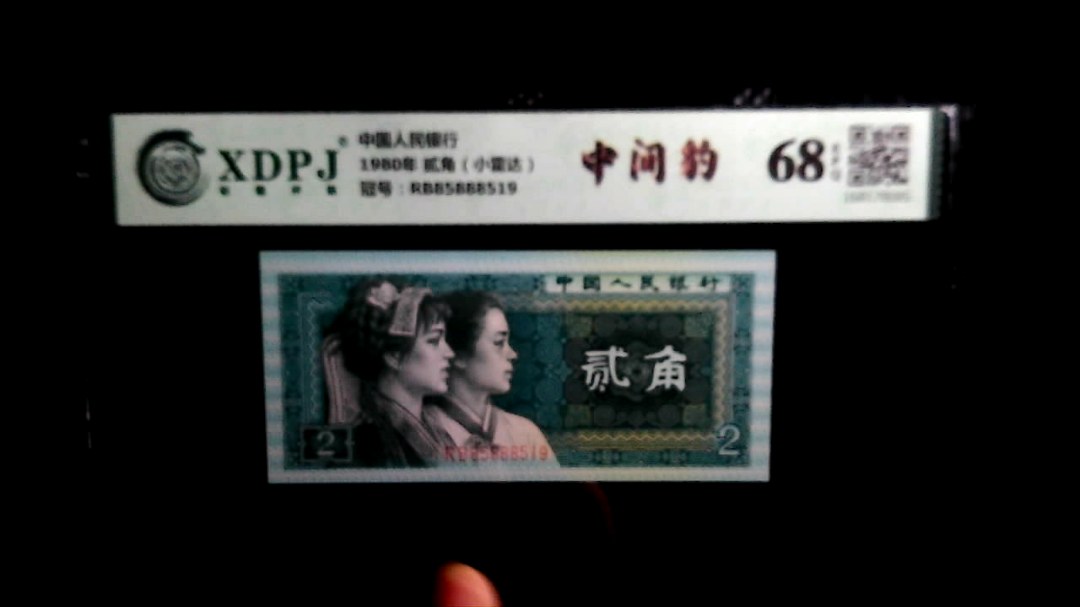 XDPJ
中国人民银行
1980年 贰角（小雷达）
冠号：RB85888519
中间豹
68
中国人民银行
贰角
2
RB85888519
2